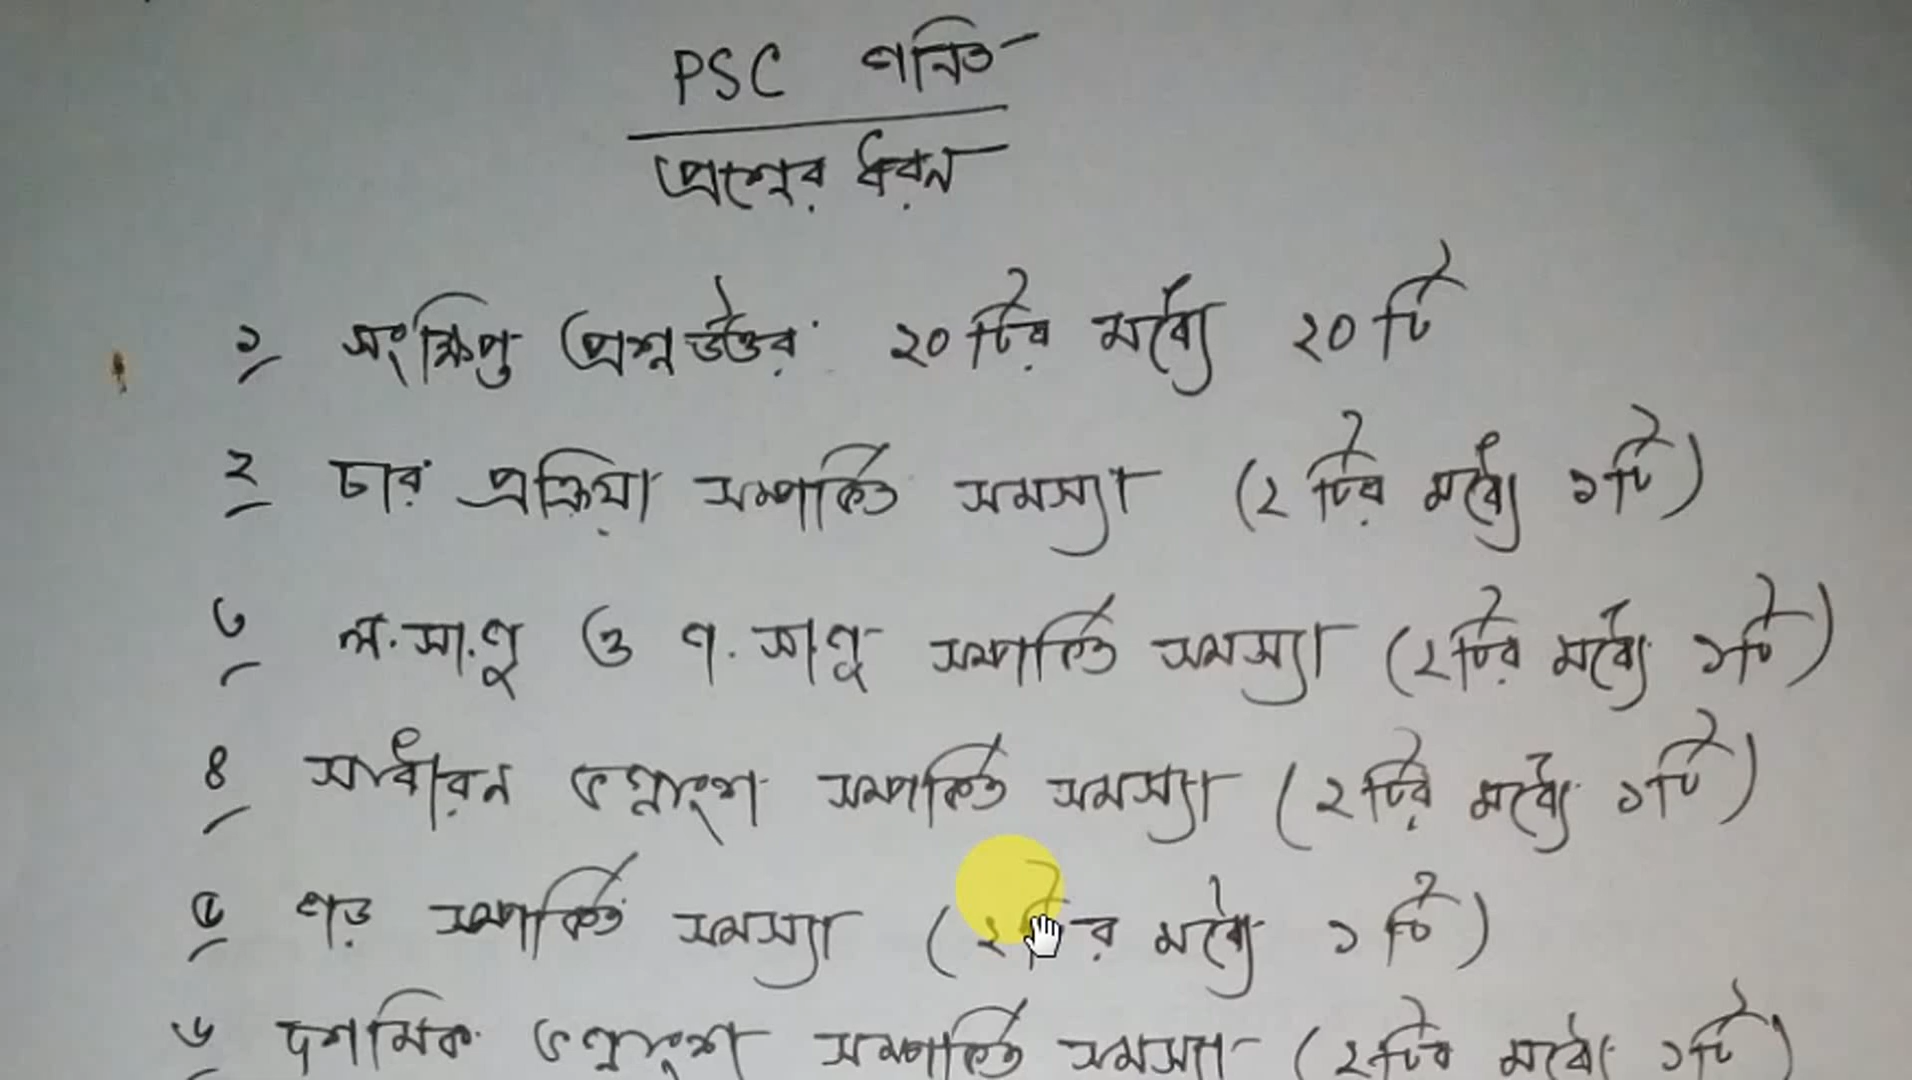 PSC গনিত
প্রশ্নের ধরন
১ সংক্ষিপ্ত প্রশ্নউত্তর ২০টির মধ্যে ২০টি
২ চার প্রক্রিয়া সম্পর্কিত সমস্যা (২টির মধ্যে ১টি)
৩ ল.সা.গু ও গ.সাগু সম্পর্কিত সমস্যা (২টির মধ্যে ১টি)
৪ সাধারন ভগ্নাংশ সম্পর্কিত সমস্যা (২টির মধ্যে ১টি)
৫ গড় সম্পর্কিত সমস্যা (২টির মধ্যে ১টি)
৬ দশমিক ভগ্নাংশ সম্পর্কিত সমস্যা (২টির মধ্যে ১টি)